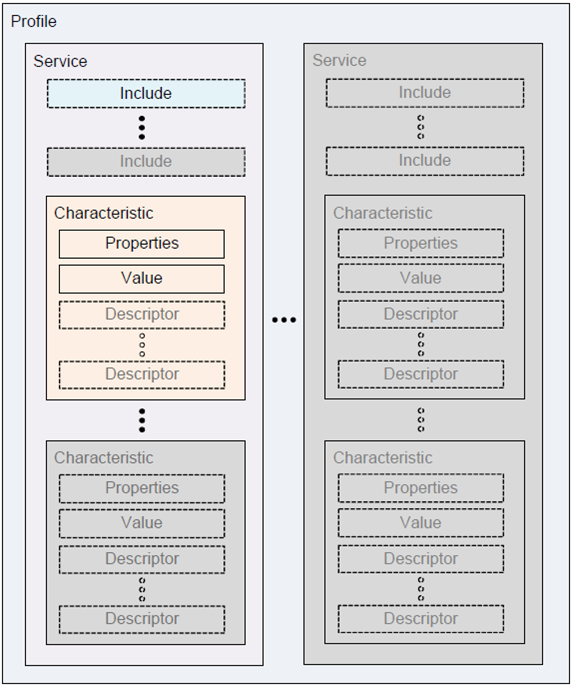 Profile
Service
Include
Include
Characteristic
Properties
Value
Descriptor
Descriptor
Characteristic
Properties
Value
Descriptor
Descriptor
Service
Include
Include
Characteristic
Properties
Value
Descriptor
Descriptor
Characteristic
Properties
Value
Descriptor
Descriptor